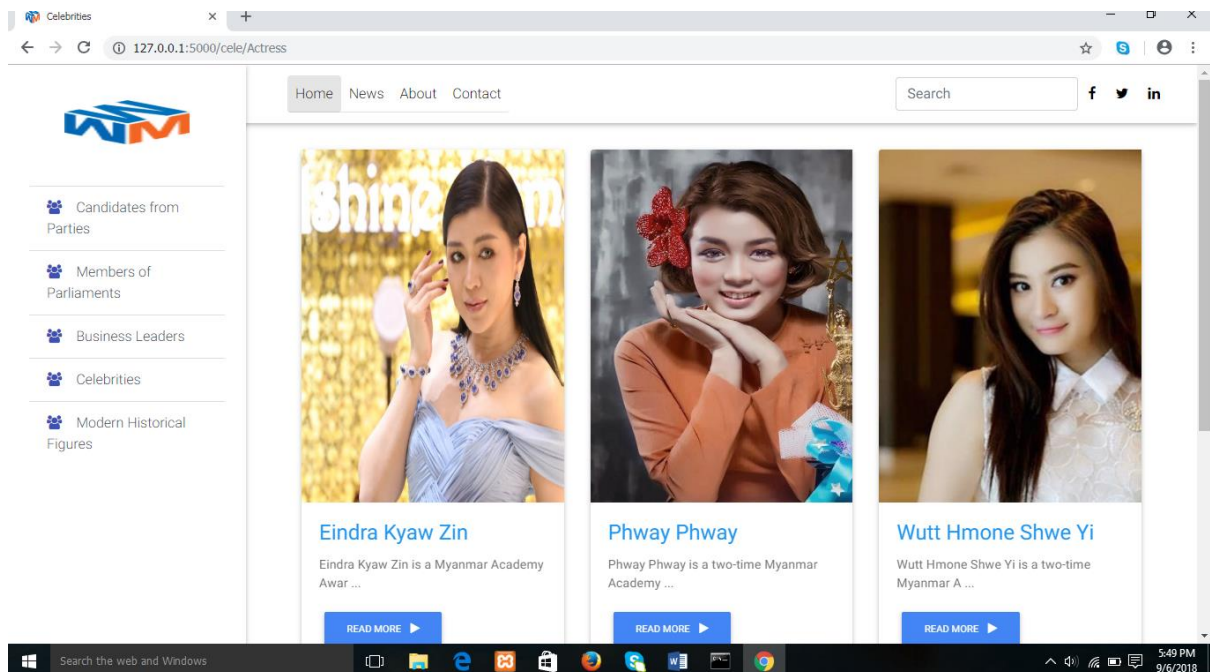 Celebrities
127.0.0.1:5000/cele/Actress
WM
Home News About Contact
Search
f in
Candidates from
Parties
Members of
Parliaments
Business Leaders
Celebrities
Modern Historical
Figures
Eindra Kyaw Zin
Eindra Kyaw Zin is a Myanmar Academy
Awar ...
READ MORE
Phway Phway
Phway Phway is a two-time Myanmar
Academy ...
READ MORE
Wutt Hmone Shwe Yi
Wutt Hmone Shwe Yi is a two-time
Myanmar A ...
READ MORE
Search the web and Windows
5:49 PM
9/6/2018